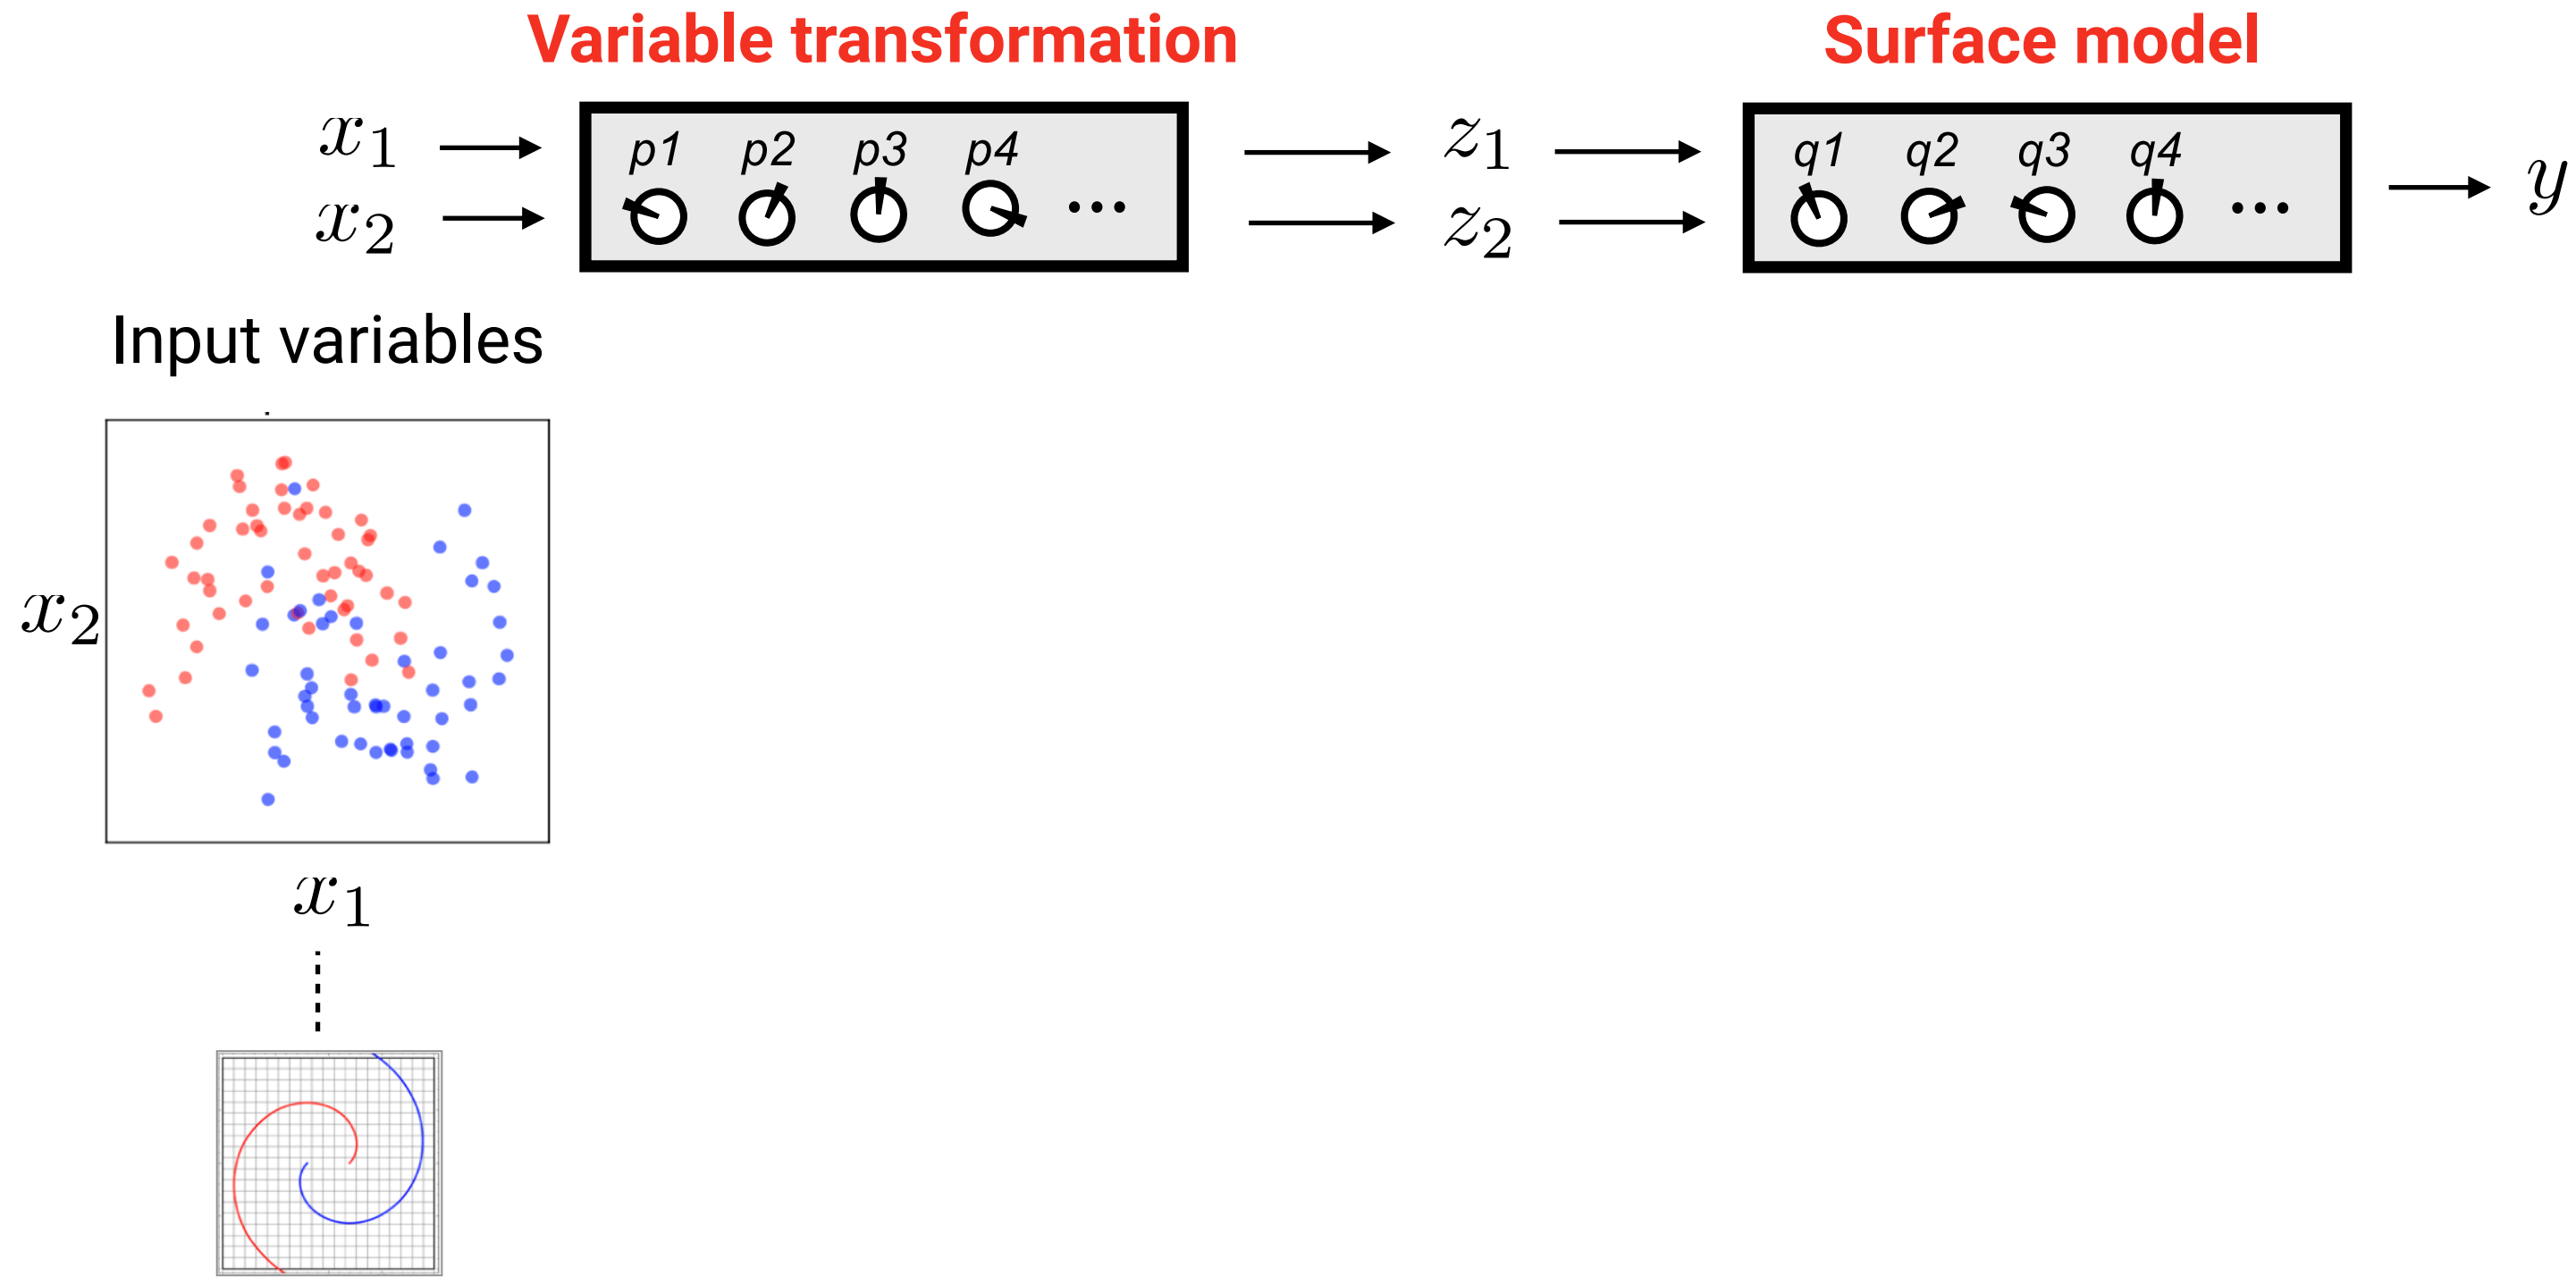 Variable transformation
Surface model
x₁
x₂
p1 p2 p3 p4
...
z₁
z₂
q1 q2 q3 q4
...
y
Input variables
x₂
x₁